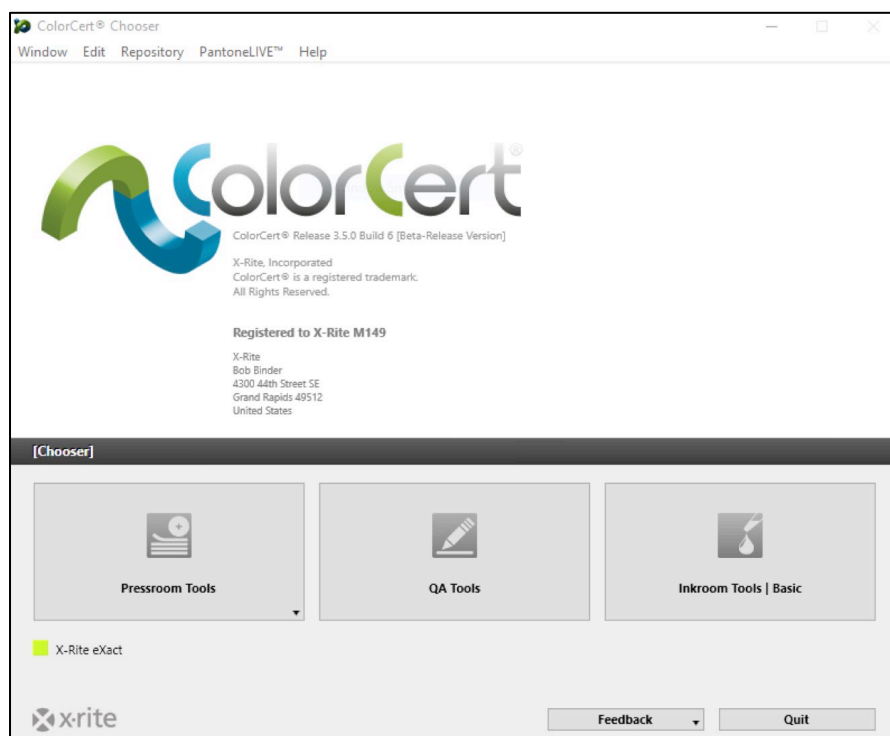 ColorCert® Chooser
Window Edit Repository PantoneLIVE™ Help
ColorCert®
ColorCert® Release 3.5.0 Build 6 [Beta-Release Version]
X-Rite, Incorporated
ColorCert® is a registered trademark.
All Rights Reserved.
Registered to X-Rite M149
X-Rite
Bob Binder
4300 44th Street SE
Grand Rapids 49512
United States
[Chooser]
Pressroom Tools QA Tools Inkroom Tools | Basic
X-Rite eXact
x·rite Feedback Quit